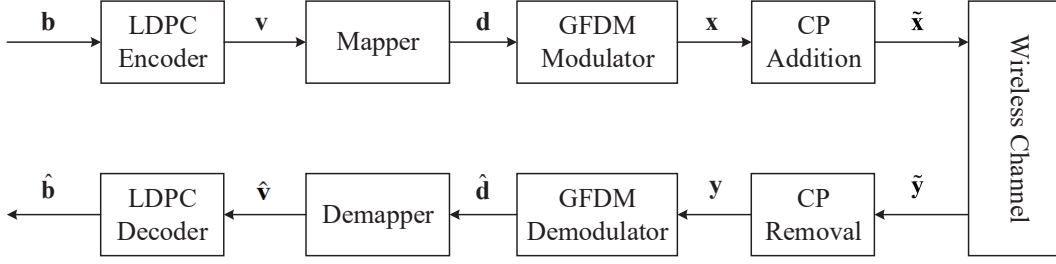 b
LDPC
Encoder
v
Mapper
d
GFDM
Modulator
x
CP
Addition
x̃
Wireless Channel
b̂
LDPC
Decoder
v̂
Demapper
d̂
GFDM
Demodulator
y
CP
Removal
ỹ